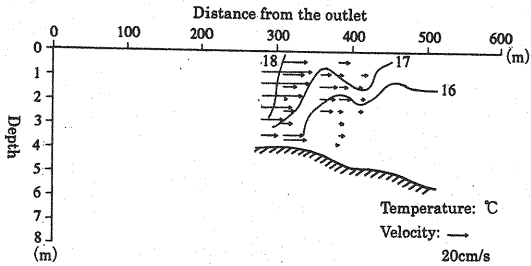 Distance from the outlet
0 100 200 300 400 500 600
(m)
0
1
2
3
4
5
6
7
8
(m)
Depth
18
17
16
Temperature: ℃
Velocity: →
20cm/s